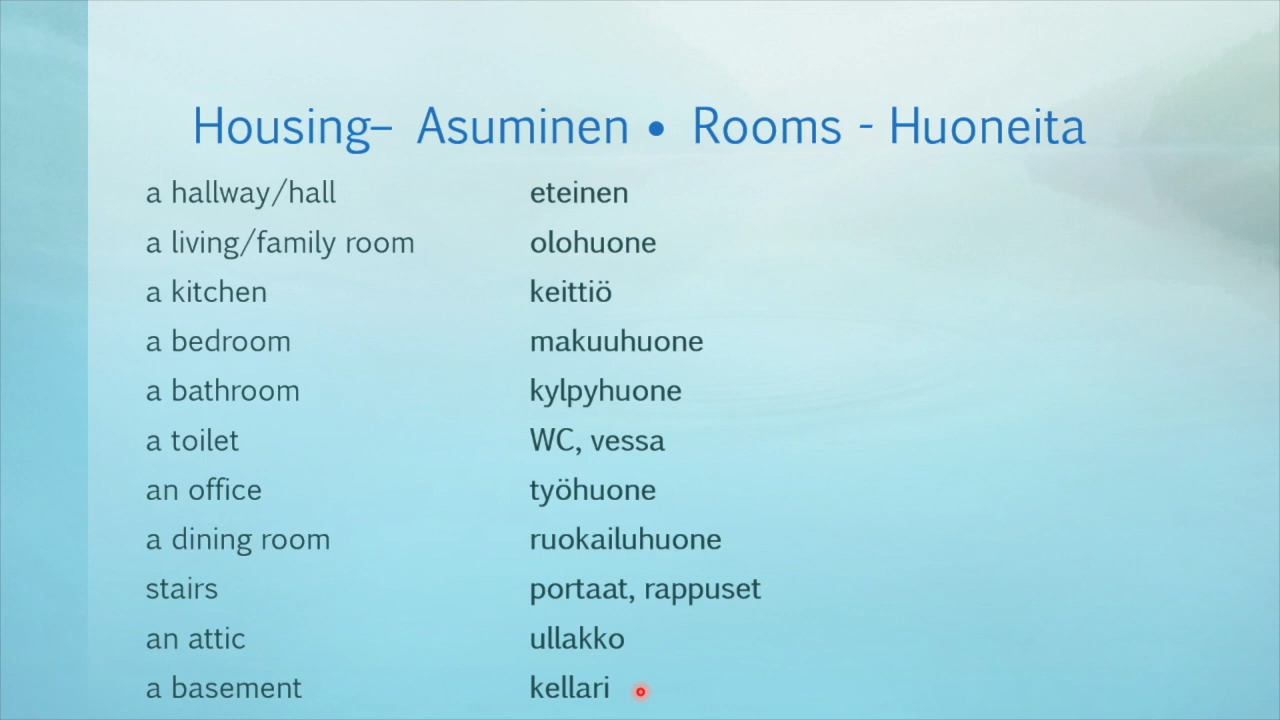 Housing– Asuminen • Rooms - Huoneita
a hallway/hall eteinen
a living/family room olohuone
a kitchen keittiö
a bedroom makuuhuone
a bathroom kylpyhuone
a toilet WC, vessa
an office työhuone
a dining room ruokailuhuone
stairs portaat, rappuset
an attic ullakko
a basement kellari